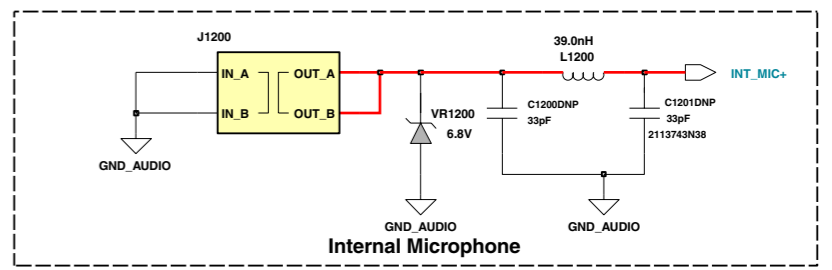 J1200
IN_A
OUT_A
IN_B
OUT_B
GND_AUDIO
VR1200
6.8V
GND_AUDIO
C1200DNP
33pF
39.0nH
L1200
INT_MIC+
C1201DNP
33pF
2113743N38
GND_AUDIO
Internal Microphone